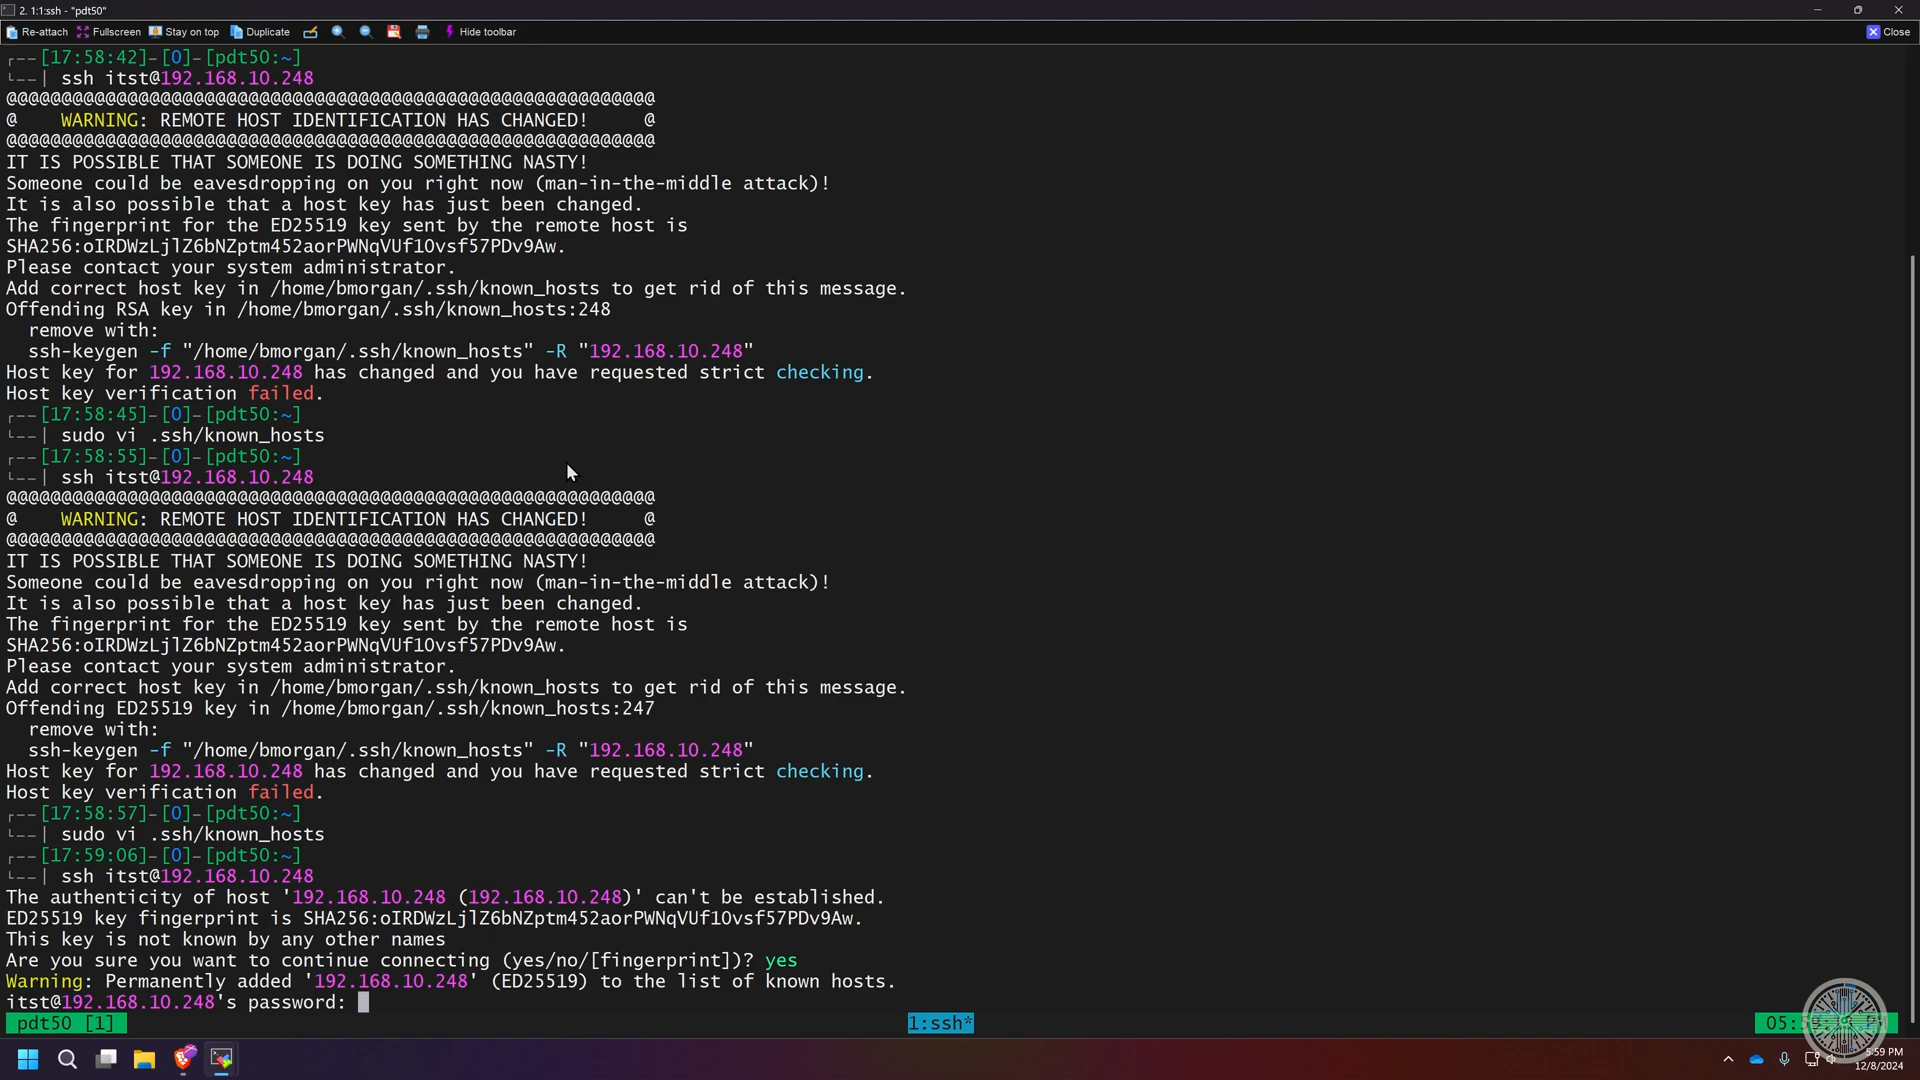 2. 1:1:ssh - "pdt50"
Re-attach Fullscreen Stay on top Duplicate Hide toolbar Close
┌──[17:58:42]-[0]-[pdt50:~]
└──| ssh itst@192.168.10.248
@@@@@@@@@@@@@@@@@@@@@@@@@@@@@@@@@@@@@@@@@@@@@@@@@@@@@@@@@@@
@    WARNING: REMOTE HOST IDENTIFICATION HAS CHANGED!     @
@@@@@@@@@@@@@@@@@@@@@@@@@@@@@@@@@@@@@@@@@@@@@@@@@@@@@@@@@@@
IT IS POSSIBLE THAT SOMEONE IS DOING SOMETHING NASTY!
Someone could be eavesdropping on you right now (man-in-the-middle attack)!
It is also possible that a host key has just been changed.
The fingerprint for the ED25519 key sent by the remote host is
SHA256:oIRDWzLjlZ6bNZptm452aorPWNqVUf1Ovsf57PDv9Aw.
Please contact your system administrator.
Add correct host key in /home/bmorgan/.ssh/known_hosts to get rid of this message.
Offending RSA key in /home/bmorgan/.ssh/known_hosts:248
  remove with:
  ssh-keygen -f "/home/bmorgan/.ssh/known_hosts" -R "192.168.10.248"
Host key for 192.168.10.248 has changed and you have requested strict checking.
Host key verification failed.
┌──[17:58:45]-[0]-[pdt50:~]
└──| sudo vi .ssh/known_hosts
┌──[17:58:55]-[0]-[pdt50:~]
└──| ssh itst@192.168.10.248
@@@@@@@@@@@@@@@@@@@@@@@@@@@@@@@@@@@@@@@@@@@@@@@@@@@@@@@@@@@
@    WARNING: REMOTE HOST IDENTIFICATION HAS CHANGED!     @
@@@@@@@@@@@@@@@@@@@@@@@@@@@@@@@@@@@@@@@@@@@@@@@@@@@@@@@@@@@
IT IS POSSIBLE THAT SOMEONE IS DOING SOMETHING NASTY!
Someone could be eavesdropping on you right now (man-in-the-middle attack)!
It is also possible that a host key has just been changed.
The fingerprint for the ED25519 key sent by the remote host is
SHA256:oIRDWzLjlZ6bNZptm452aorPWNqVUf1Ovsf57PDv9Aw.
Please contact your system administrator.
Add correct host key in /home/bmorgan/.ssh/known_hosts to get rid of this message.
Offending ED25519 key in /home/bmorgan/.ssh/known_hosts:247
  remove with:
  ssh-keygen -f "/home/bmorgan/.ssh/known_hosts" -R "192.168.10.248"
Host key for 192.168.10.248 has changed and you have requested strict checking.
Host key verification failed.
┌──[17:58:57]-[0]-[pdt50:~]
└──| sudo vi .ssh/known_hosts
┌──[17:59:06]-[0]-[pdt50:~]
└──| ssh itst@192.168.10.248
The authenticity of host '192.168.10.248 (192.168.10.248)' can't be established.
ED25519 key fingerprint is SHA256:oIRDWzLjlZ6bNZptm452aorPWNqVUf1Ovsf57PDv9Aw.
This key is not known by any other names
Are you sure you want to continue connecting (yes/no/[fingerprint])? yes
Warning: Permanently added '192.168.10.248' (ED25519) to the list of known hosts.
itst@192.168.10.248's password:
pdt50 [1] 1:ssh* 05:
5:59 PM
12/8/2024